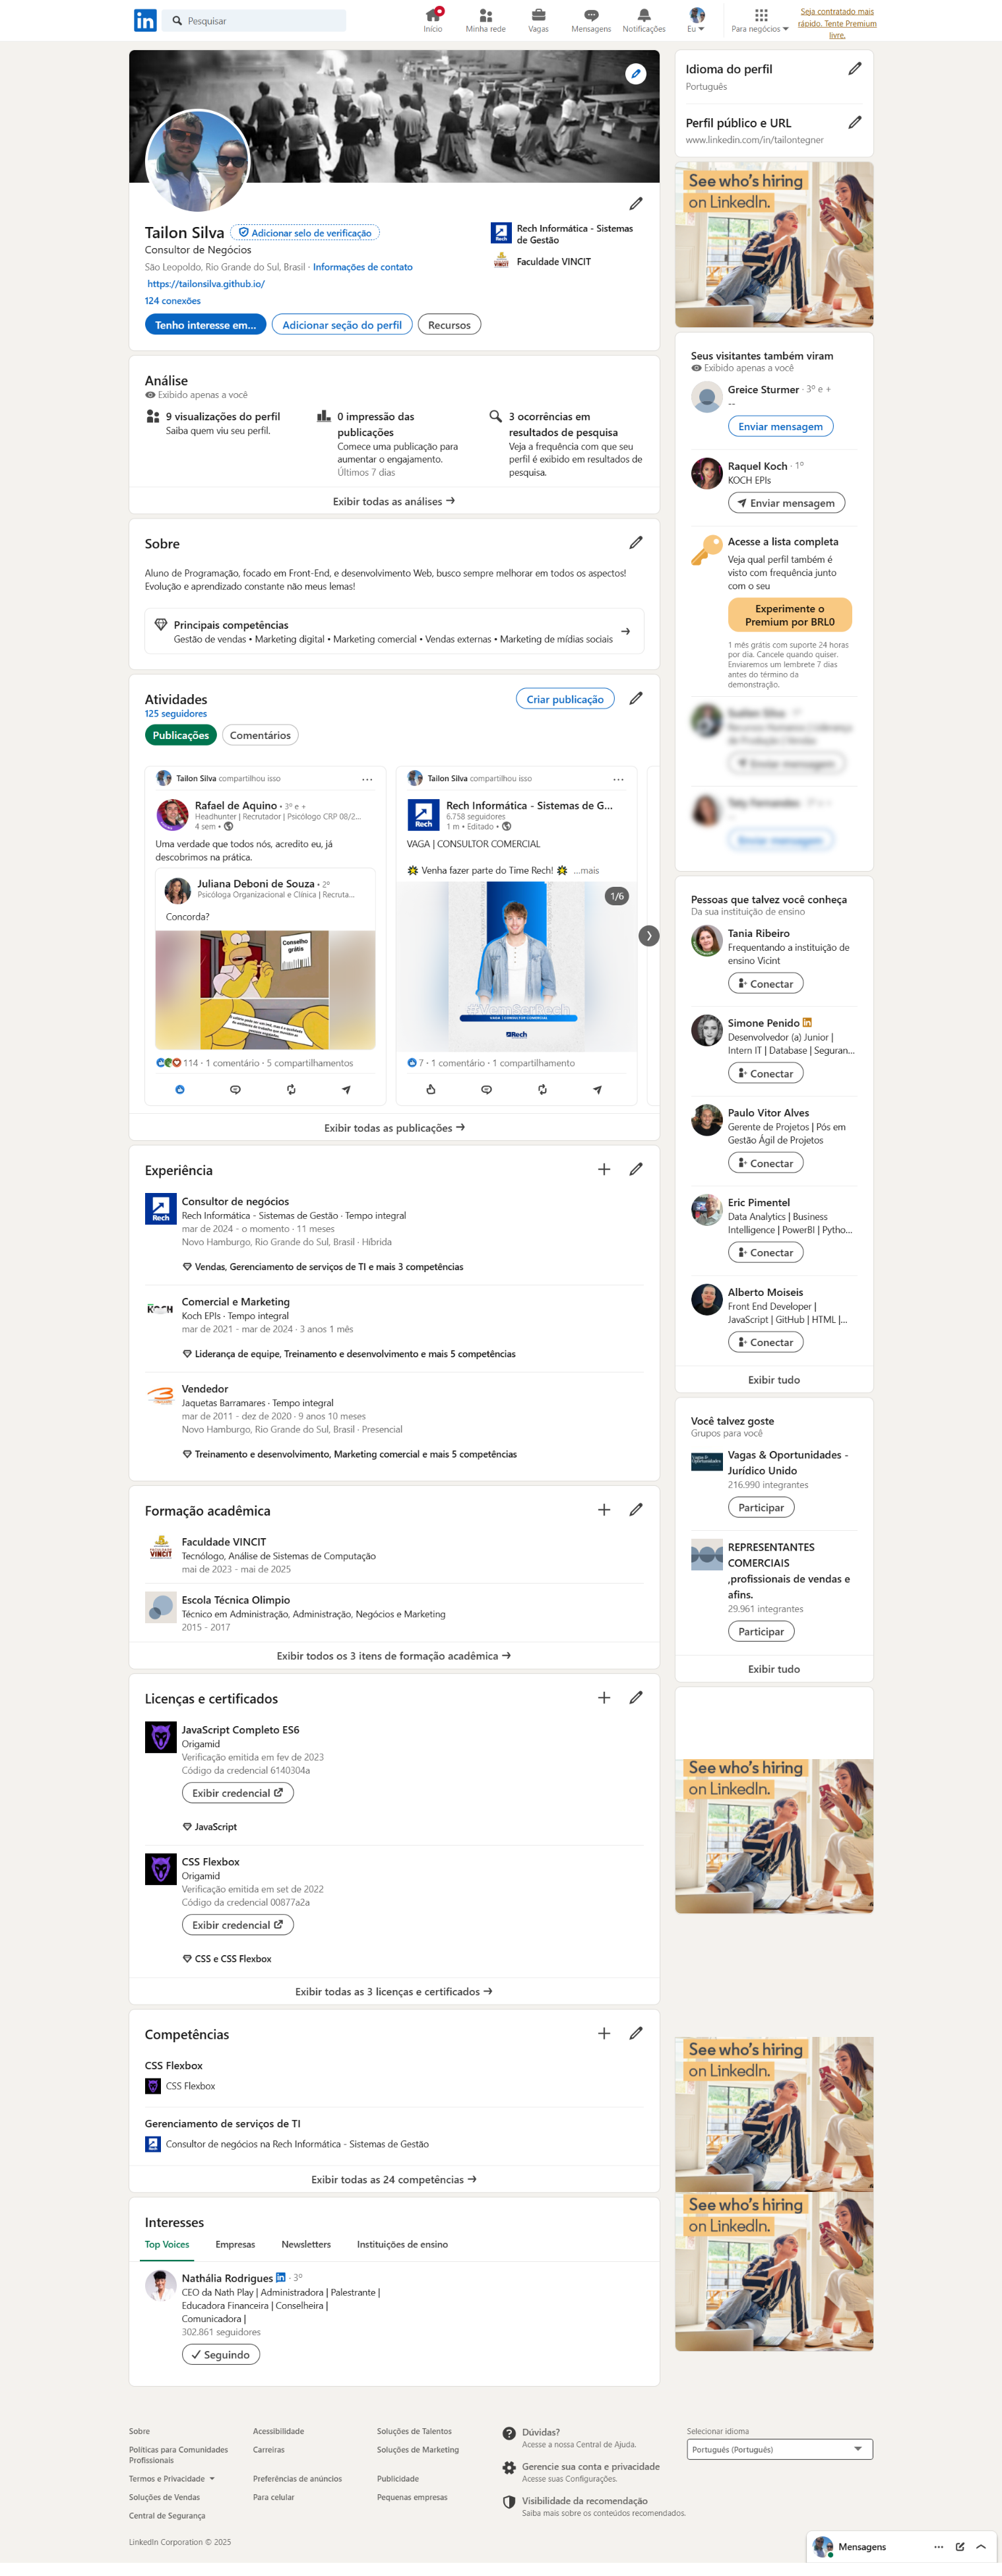 in
Pesquisar
Início
Minha rede
Vagas
Mensagens
Notificações
Eu
Para negócios
Seja contratado mais
rápido. Tente Premium
livre.
Tailon Silva
Adicionar selo de verificação
Consultor de Negócios
São Leopoldo, Rio Grande do Sul, Brasil · Informações de contato
https://tailonsilva.github.io/
124 conexões
Rech Informática - Sistemas
de Gestão
Faculdade VINCIT
Tenho interesse em...
Adicionar seção do perfil
Recursos
Análise
Exibido apenas a você
9 visualizações do perfil
Saiba quem viu seu perfil.
0 impressão das
publicações
Comece uma publicação para
aumentar o engajamento.
Últimos 7 dias
3 ocorrências em
resultados de pesquisa
Veja a frequência com que seu
perfil é exibido em resultados de
pesquisa.
Exibir todas as análises →
Sobre
Aluno de Programação, focado em Front-End, e desenvolvimento Web, busco sempre melhorar em todos os aspectos!
Evolução e aprendizado constante não meus lemas!
Principais competências
Gestão de vendas • Marketing digital • Marketing comercial • Vendas externas • Marketing de mídias sociais
Atividades
125 seguidores
Criar publicação
Publicações
Comentários
Tailon Silva compartilhou isso
Rafael de Aquino • 3º e +
Headhunter | Recrutador | Psicólogo CRP 08/2...
4 sem •
Uma verdade que todos nós, acredito eu, já
descobrimos na prática.
Juliana Deboni de Souza • 2º
Psicóloga Organizacional e Clínica | Recruta...
Concorda?
Conselho
grátis
114 · 1 comentário · 5 compartilhamentos
Tailon Silva compartilhou isso
Rech Informática - Sistemas de G...
6.758 seguidores
1 m • Editado •
VAGA | CONSULTOR COMERCIAL
Venha fazer parte do Time Rech! ...mais
1/6
#VemSerRech
VAGA | CONSULTOR COMERCIAL
Rech
7 · 1 comentário · 1 compartilhamento
Exibir todas as publicações →
Experiência
Rech
Consultor de negócios
Rech Informática - Sistemas de Gestão · Tempo integral
mar de 2024 - o momento · 11 meses
Novo Hamburgo, Rio Grande do Sul, Brasil · Híbrida
Vendas, Gerenciamento de serviços de TI e mais 3 competências
KOCH
Comercial e Marketing
Koch EPIs · Tempo integral
mar de 2021 - mar de 2024 · 3 anos 1 mês
Liderança de equipe, Treinamento e desenvolvimento e mais 5 competências
Vendedor
Jaquetas Barramares · Tempo integral
mar de 2011 - dez de 2020 · 9 anos 10 meses
Novo Hamburgo, Rio Grande do Sul, Brasil · Presencial
Treinamento e desenvolvimento, Marketing comercial e mais 5 competências
Formação acadêmica
VINCIT
Faculdade VINCIT
Tecnólogo, Análise de Sistemas de Computação
mai de 2023 - mai de 2025
Escola Técnica Olimpio
Técnico em Administração, Administração, Negócios e Marketing
2015 - 2017
Exibir todos os 3 itens de formação acadêmica →
Licenças e certificados
JavaScript Completo ES6
Origamid
Verificação emitida em fev de 2023
Código da credencial 6140304a
Exibir credencial
JavaScript
CSS Flexbox
Origamid
Verificação emitida em set de 2022
Código da credencial 00877a2a
Exibir credencial
CSS e CSS Flexbox
Exibir todas as 3 licenças e certificados →
Competências
CSS Flexbox
CSS Flexbox
Gerenciamento de serviços de TI
Consultor de negócios na Rech Informática - Sistemas de Gestão
Exibir todas as 24 competências →
Interesses
Top Voices
Empresas
Newsletters
Instituições de ensino
Nathália Rodrigues in · 3º
CEO da Nath Play | Administradora | Palestrante |
Educadora Financeira | Conselheira |
Comunicadora |
302.861 seguidores
Seguindo
Idioma do perfil
Português
Perfil público e URL
www.linkedin.com/in/tailontegner
See who's hiring
on LinkedIn.
Seus visitantes também viram
Exibido apenas a você
Greice Sturmer · 3º e +
--
Enviar mensagem
Raquel Koch · 1º
KOCH EPIs
Enviar mensagem
Acesse a lista completa
Veja qual perfil também é
visto com frequência junto
com o seu
Experimente o
Premium por BRL0
1 mês grátis com suporte 24 horas
por dia. Cancele quando quiser.
Enviaremos um lembrete 7 dias
antes do término da
demonstração.
Pessoas que talvez você conheça
Da sua instituição de ensino
Tania Ribeiro
Frequentando a instituição de
ensino Vicint
Conectar
Simone Penido in
Desenvolvedor (a) Junior |
Intern IT | Database | Seguran...
Conectar
Paulo Vitor Alves
Gerente de Projetos | Pós em
Gestão Ágil de Projetos
Conectar
Eric Pimentel
Data Analytics | Business
Intelligence | PowerBI | Pytho...
Conectar
Alberto Moiseis
Front End Developer |
JavaScript | GitHub | HTML |...
Conectar
Exibir tudo
Você talvez goste
Grupos para você
Vagas & Oportunidades -
Jurídico Unido
216.990 integrantes
Participar
REPRESENTANTES
COMERCIAIS
,profissionais de vendas e
afins.
29.961 integrantes
Participar
Exibir tudo
See who's hiring
on LinkedIn.
See who's hiring
on LinkedIn.
See who's hiring
on LinkedIn.
Sobre
Acessibilidade
Soluções de Talentos
Políticas para Comunidades
Profissionais
Carreiras
Soluções de Marketing
Termos e Privacidade
Preferências de anúncios
Publicidade
Soluções de Vendas
Para celular
Pequenas empresas
Central de Segurança
Dúvidas?
Acesse a nossa Central de Ajuda.
Gerencie sua conta e privacidade
Acesse suas Configurações.
Visibilidade da recomendação
Saiba mais sobre os conteúdos recomendados.
Selecionar idioma
Português (Português)
LinkedIn Corporation © 2025
Mensagens